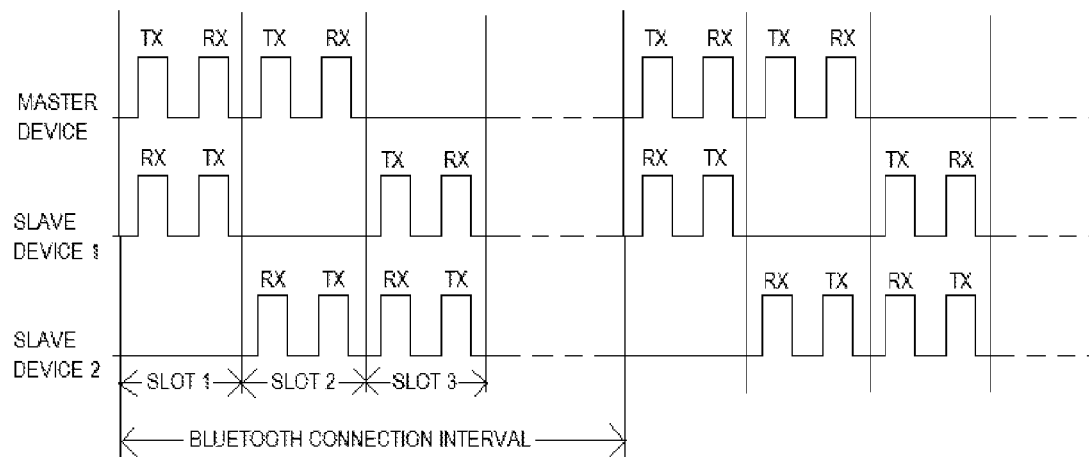 TX RX TX RX TX RX TX RX
MASTER
DEVICE
RX TX TX RX RX TX TX RX
SLAVE
DEVICE 1
RX TX RX TX RX TX RX TX
SLAVE
DEVICE 2
SLOT 1 SLOT 2 SLOT 3
BLUETOOTH CONNECTION INTERVAL